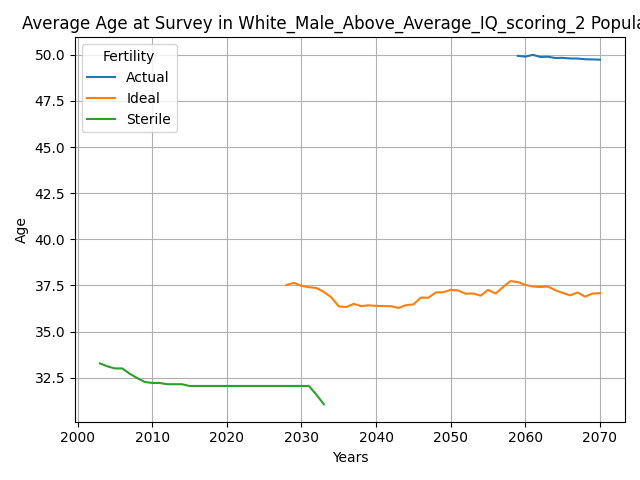 Average Age at Survey in White_Male_Above_Average_IQ_scoring_2 Popula
Fertility
Actual
Ideal
Sterile
50.0
47.5
45.0
42.5
40.0
37.5
35.0
32.5
Age
2000 2010 2020 2030 2040 2050 2060 2070
Years